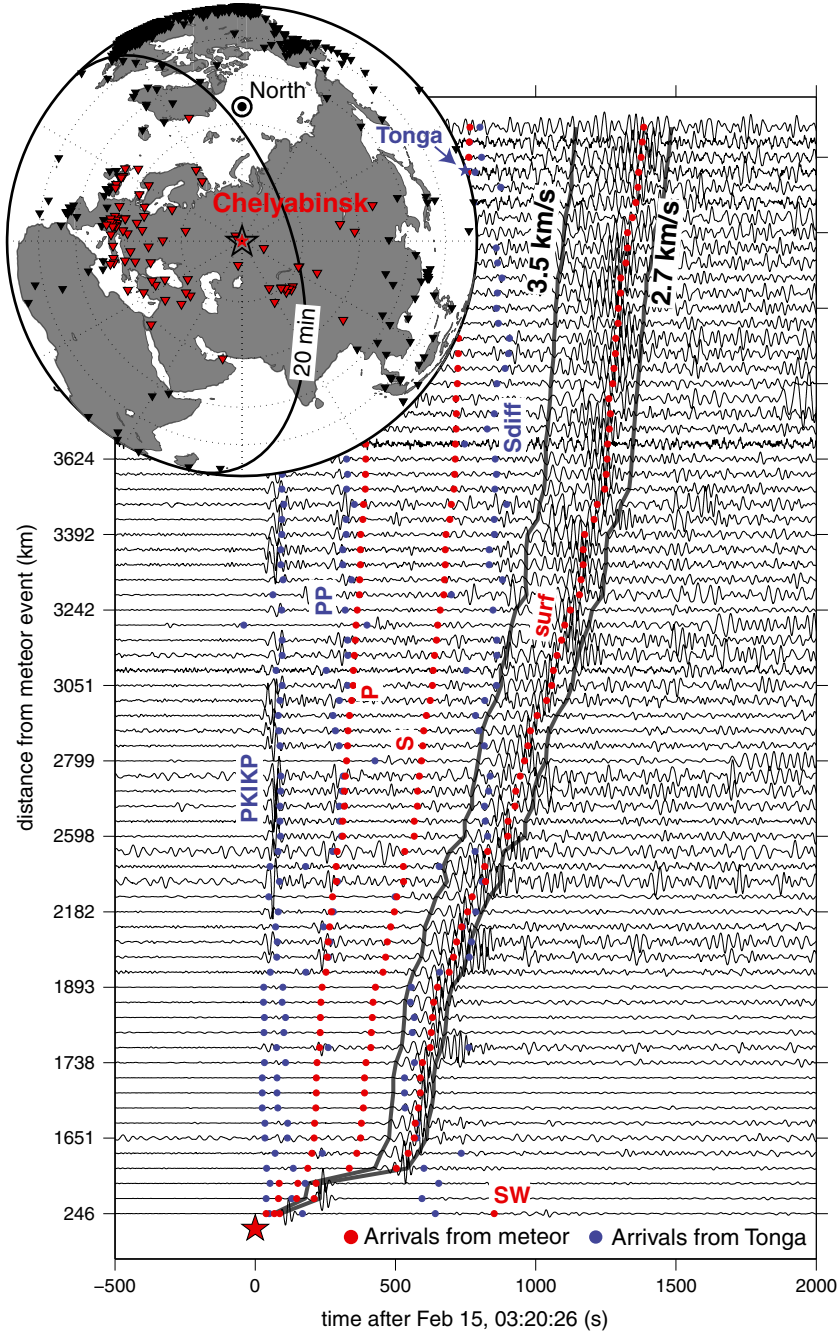 North
Tonga
Chelyabinsk
20 min
3.5 km/s
2.7 km/s
Sdiff
PP
P
S
surf
PKIKP
SW
distance from meteor event (km)
3624
3392
3242
3051
2799
2598
2182
1893
1738
1651
246
Arrivals from meteor
Arrivals from Tonga
−500
0
500
1000
1500
2000
time after Feb 15, 03:20:26 (s)